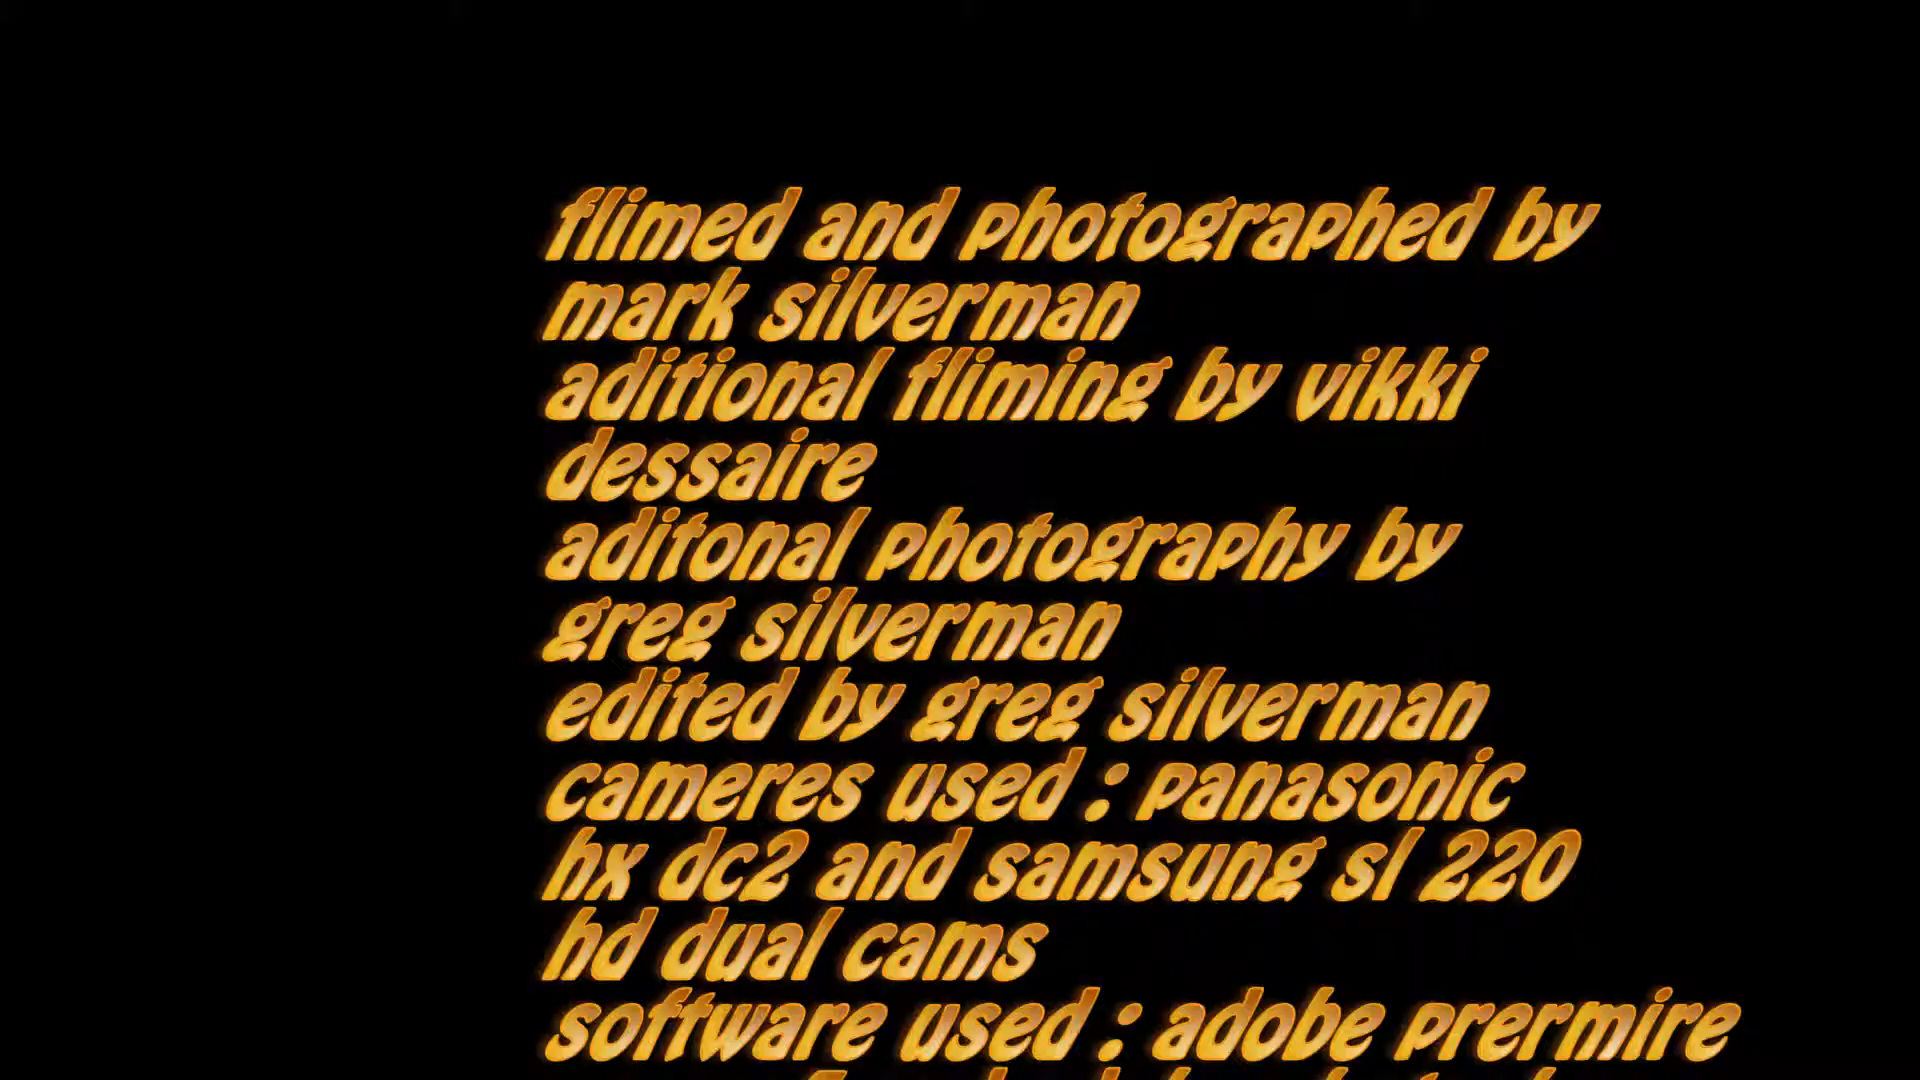 flimed and photographed by
mark silverman
aditional fliming by vikki
dessaire
aditonal photography by
greg silverman
edited by greg silverman
cameres used : panasonic
hx dc2 and samsung sl 220
hd dual cams
software used : adobe prermire